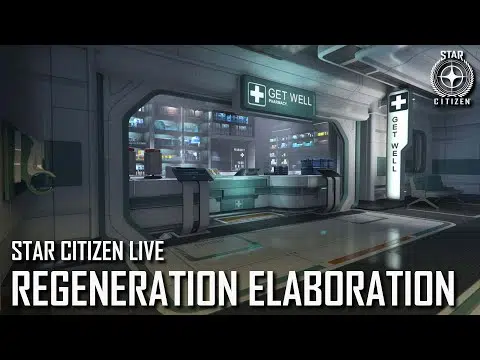 STAR
CITIZEN
GET WELL
PHARMACY
GET WELL
STAR CITIZEN LIVE
REGENERATION ELABORATION